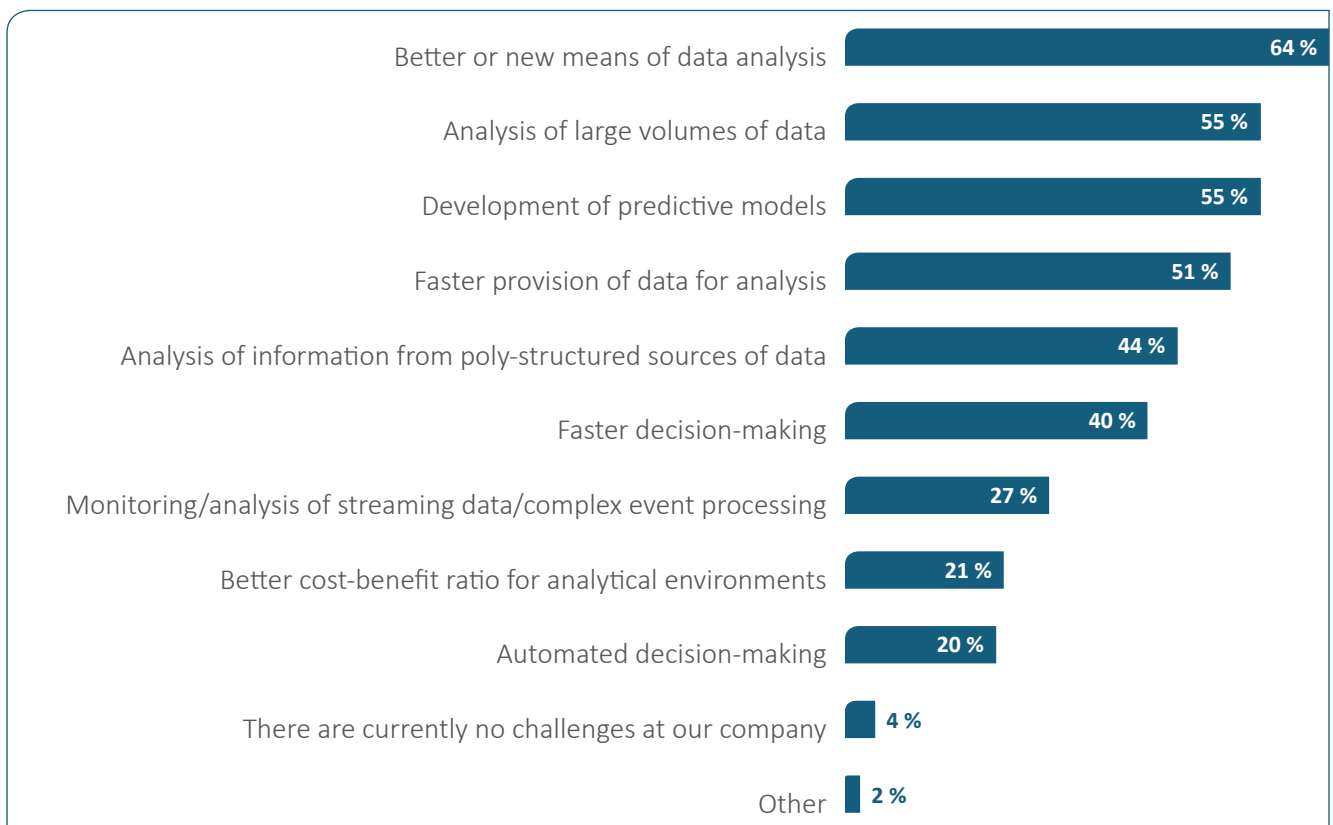 Better or new means of data analysis 64 %
Analysis of large volumes of data 55 %
Development of predictive models 55 %
Faster provision of data for analysis 51 %
Analysis of information from poly-structured sources of data 44 %
Faster decision-making 40 %
Monitoring/analysis of streaming data/complex event processing 27 %
Better cost-benefit ratio for analytical environments 21 %
Automated decision-making 20 %
There are currently no challenges at our company 4 %
Other 2 %